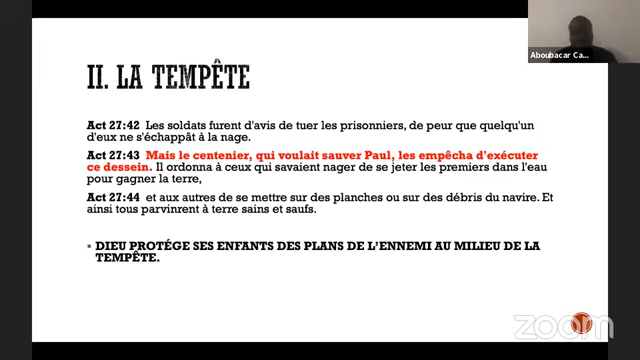 Aboubacar Ca...
II. LA TEMPÊTE
Act 27:42 Les soldats furent d'avis de tuer les prisonniers, de peur que quelqu'un
d'eux ne s'échappât à la nage.
Act 27:43 Mais le centenier, qui voulait sauver Paul, les empêcha d'exécuter
ce dessein. Il ordonna à ceux qui savaient nager de se jeter les premiers dans l'eau
pour gagner la terre,
Act 27:44 et aux autres de se mettre sur des planches ou sur des débris du navire. Et
ainsi tous parvinrent à terre sains et saufs.
▪ DIEU PROTÉGE SES ENFANTS DES PLANS DE L'ENNEMI AU MILIEU DE LA
TEMPÊTE.
zoom